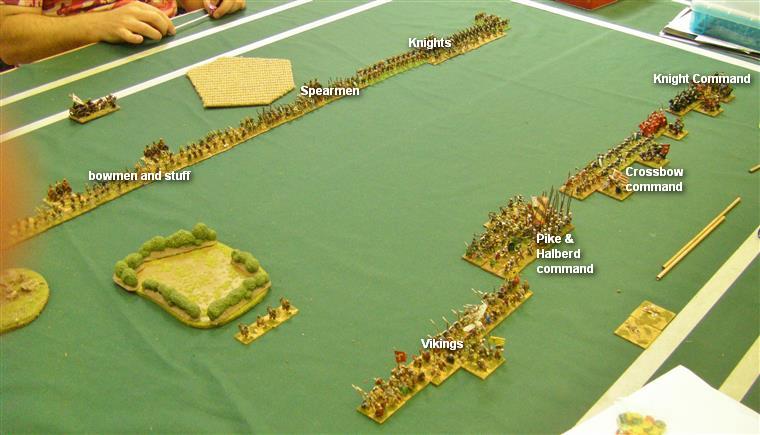 Knights
Spearmen
bowmen and stuff
Knight Command
Crossbow
command
Pike &
Halberd
command
Vikings